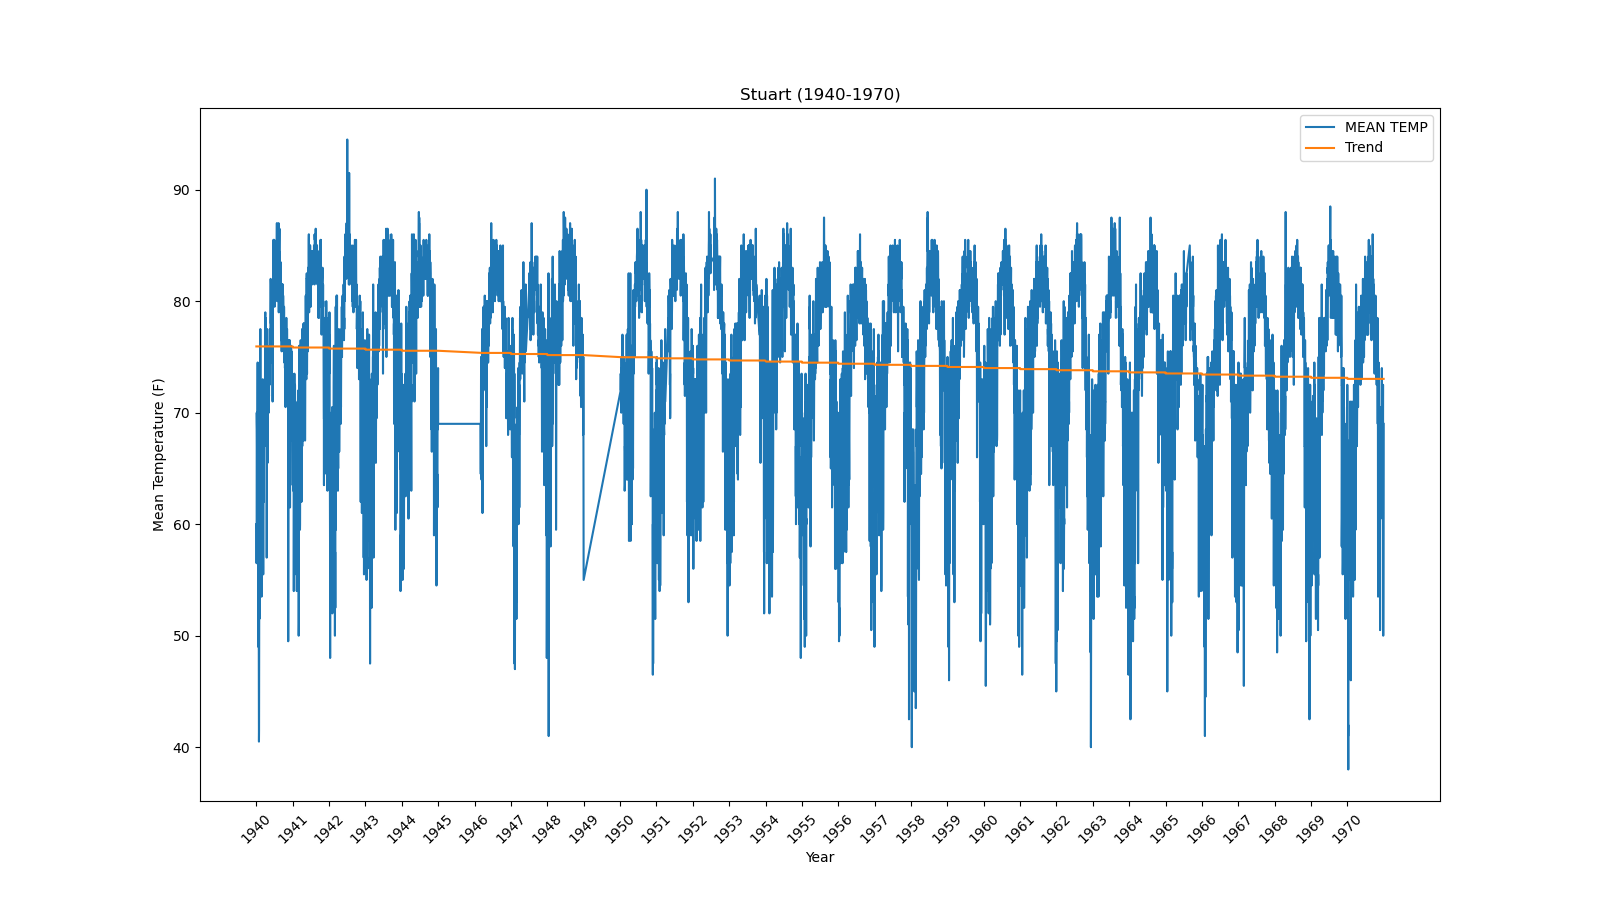 Stuart (1940-1970)
MEAN TEMP
Trend
Mean Temperature (F)
90
80
70
60
50
40
1940 1941 1942 1943 1944 1945 1946 1947 1948 1949 1950 1951 1952 1953 1954 1955 1956 1957 1958 1959 1960 1961 1962 1963 1964 1965 1966 1967 1968 1969 1970
Year